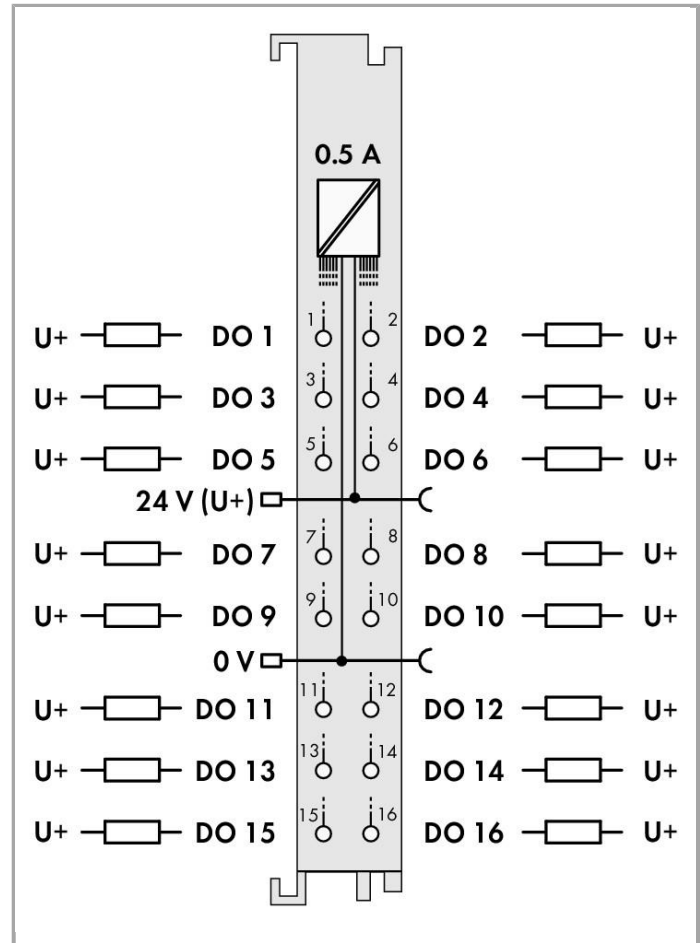 0.5 A
U+ DO 1 1 2 DO 2 U+
U+ DO 3 3 4 DO 4 U+
U+ DO 5 5 6 DO 6 U+
24 V (U+)
U+ DO 7 7 8 DO 8 U+
U+ DO 9 9 10 DO 10 U+
0 V
U+ DO 11 11 12 DO 12 U+
U+ DO 13 13 14 DO 14 U+
U+ DO 15 15 16 DO 16 U+